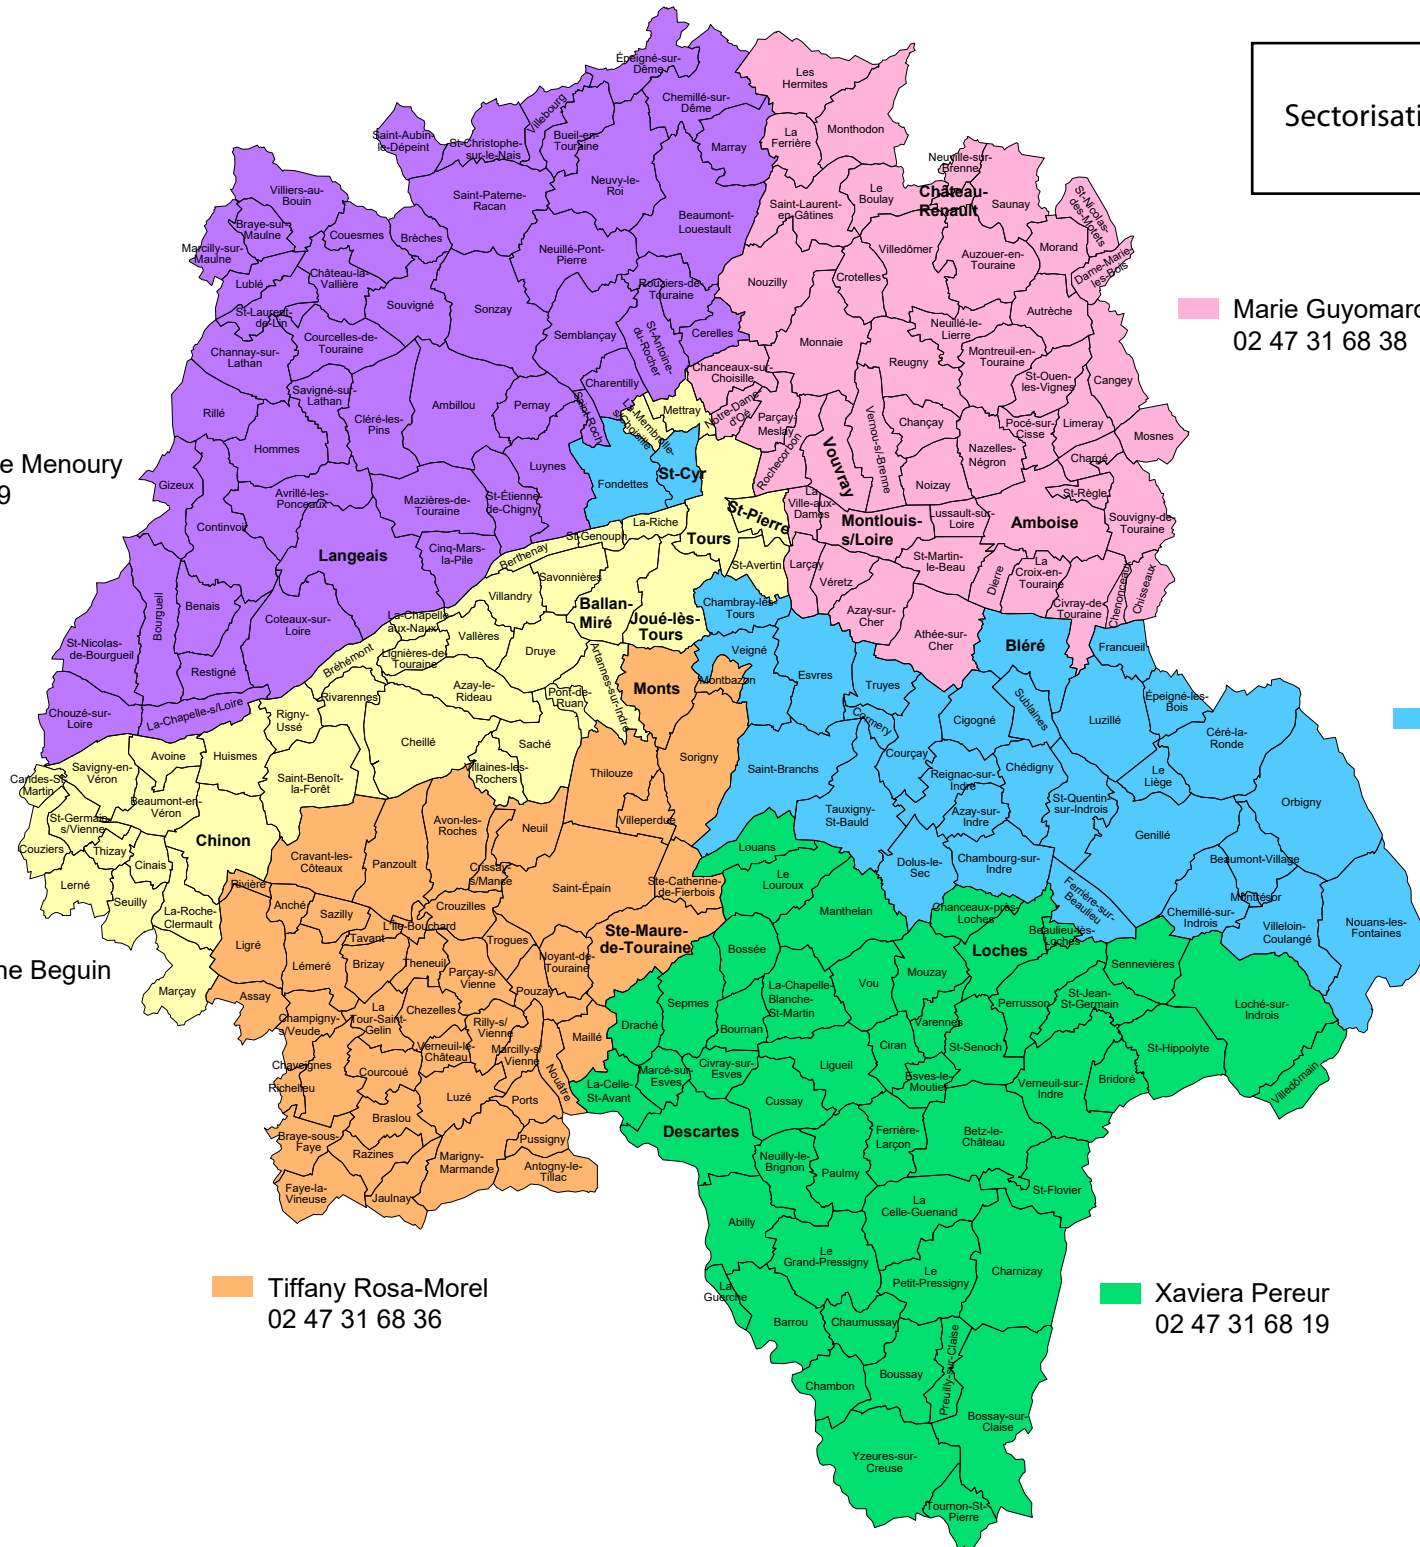 Sectorisati
Marie Guyomarc
02 47 31 68 38
e Menoury
9
ne Beguin
Tiffany Rosa-Morel
02 47 31 68 36
Xaviera Pereur
02 47 31 68 19
Épeigné-sur-
Dême
Chemillé-sur-
Dême
Villebourg
Bueil-en-
Touraine
Saint-Aubin-
le-Dépeint
St-Christophe-
sur-le-Nais
Marray
Neuvy-le-
Roi
Saint-Paterne-
Racan
Villiers-au-
Bouin
Beaumont-
Louestault
Braye-sur-
Maulne
Couesmes
Brèches
Marcilly-sur-
Maulne
Neuillé-Pont-
Pierre
Château-la-
Vallière
Lublé
Rouziers-de-
Touraine
Souvigné
Sonzay
St-Laurent-
de-Lin
Semblançay
St-Antoine-
du-Rocher
Cerelles
Courcelles-de-
Touraine
Channay-sur-
Lathan
Charentilly
Savigné-sur-
Lathan
Rillé
Cléré-les-
Pins
Ambillou
Pernay
Saint-Roch
Hommes
Luynes
Gizeux
Avrillé-les-
Ponceaux
Mazières-de-
Touraine
St-Étienne-
de-Chigny
Continvoir
Langeais
Cinq-Mars-
la-Pile
Bourgueil
Benais
Coteaux-sur-
Loire
St-Nicolas-
de-Bourgueil
Restigné
Chouzé-sur-
Loire
La-Chapelle-s/Loire
Les
Hermites
La
Ferrière
Monthodon
Neuville-sur-
Brenne
Château-
Renault
Le
Boulay
Saint-Laurent-
en-Gâtines
Saunay
St-Nicolas-
des-Motets
Villedômer
Auzouer-en-
Touraine
Morand
Dame-Marie-
les-Bois
Nouzilly
Crotelles
Autrèche
Neuillé-le-
Lierre
Monnaie
Reugny
Montreuil-en-
Touraine
Chanceaux-sur-
Choisille
St-Ouen-
les-Vignes
Cangey
Notre-Dame-
d'Oé
Parçay-
Meslay
Vernou-s/-Brenne
Chançay
Pocé-sur-
Cisse
Limeray
Mosnes
Rochecorbon
Vouvray
Nazelles-
Négron
Chargé
Noizay
St-Règle
La
Ville-aux-
Dames
Montlouis-
s/Loire
Lussault-sur-
Loire
Amboise
Souvigny-de-
Touraine
Larçay
Véretz
St-Martin-
le-Beau
Dierre
La
Croix-en-
Touraine
Chenonceaux
Chisseaux
Civray-de-
Touraine
Azay-sur-
Cher
Athée-sur-
Cher
Mettray
La-Membrolle-
s/Choisille
St-Cyr
Fondettes
La-Riche
St-Genouph
Tours
St-Pierre
St-Avertin
Berthenay
Savonnières
Villandry
Ballan-
Miré
Joué-lès-
Tours
La-Chapelle-
aux-Naux
Vallères
Lignières-de-
Touraine
Druye
Bréhémont
Artannes-sur-Indre
Rivarennes
Azay-le-
Rideau
Pont-de-
Ruan
Rigny-
Ussé
Cheillé
Saché
Villaines-les-
Rochers
Avoine
Huismes
Savigny-en-
Véron
Saint-Benoît-
la-Forêt
Candes-St-
Martin
Beaumont-en-
Véron
St-Germain-
s/Vienne
Chinon
Couziers
Thizay
Cinais
Lerné
Seuilly
La-Roche-
Clermault
Marçay
Chambray-lès-
Tours
Veigné
Esvres
Truyes
Bléré
Francueil
Cormery
Cigogné
Sublaines
Luzillé
Épeigné-les-
Bois
Céré-la-
Ronde
Saint-Branchs
Courçay
Reignac-sur-
Indre
Chédigny
Le
Liège
Tauxigny-
St-Bauld
Azay-sur-
Indre
St-Quentin-
sur-Indrois
Orbigny
Genillé
Dolus-le-
Sec
Chambourg-sur-
Indre
Beaumont-Village
Ferrière-sur-
Beaulieu
Montrésor
Chemillé-sur-
Indrois
Villeloin-
Coulangé
Nouans-les-
Fontaines
Monts
Montbazon
Sorigny
Thilouze
Villeperdue
Avon-les-
Roches
Neuil
Cravant-les-
Côteaux
Panzoult
Crissay-
s/Manse
Saint-Épain
Ste-Catherine-
de-Fierbois
Rivière
Anché
Sazilly
Crouzilles
L'Île-Bouchard
Tavant
Ste-Maure-
de-Touraine
Ligré
Trogues
Lémeré
Brizay
Theneuil
Noyant-de-
Touraine
Parçay-s/
Vienne
Assay
Pouzay
La
Tour-Saint-
Gelin
Chezelles
Champigny-
s/Veude
Rilly-s/
Vienne
Maillé
Verneuil-le-
Château
Marcilly-s/
Vienne
Chaveignes
Courcoué
Nouâtre
Richelieu
Luzé
Ports
Braslou
Braye-sous-
Faye
Razines
Pussigny
Marigny-
Marmande
Antogny-le-
Tillac
Faye-la-
Vineuse
Jaulnay
Louans
Le
Louroux
Manthelan
Chanceaux-près-
Loches
Beaulieu-lès-
Loches
Loches
Bossée
Sennevières
Mouzay
Vou
La-Chapelle-
Blanche-
St-Martin
Sepmes
Perrusson
St-Jean-
St-Germain
Loché-sur-
Indrois
Draché
Bournan
Varennes
Ciran
St-Senoch
St-Hippolyte
Ligueil
Civray-sur-
Esves
Marcé-sur-
Esves
La-Celle-
St-Avant
Esves-le-
Moutier
Verneuil-sur-
Indre
Bridoré
Villedômain
Cussay
Descartes
Ferrière-
Larçon
Betz-le-
Château
Neuilly-le-
Brignon
Paulmy
St-Flovier
La
Celle-Guenand
Abilly
Le
Grand-Pressigny
Le
Petit-Pressigny
Charnizay
La
Guerche
Barrou
Chaumussay
Preuilly-sur-Claise
Boussay
Chambon
Bossay-sur-
Claise
Yzeures-sur-
Creuse
Tournon-St-
Pierre